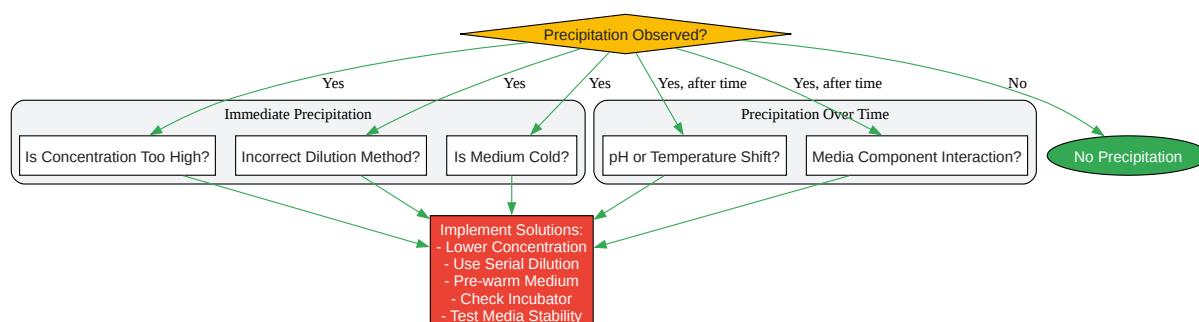 Precipitation Observed?
Yes
Yes
Yes
Yes, after time
Yes, after time
No
Immediate Precipitation
Precipitation Over Time
Is Concentration Too High?
Incorrect Dilution Method?
Is Medium Cold?
pH or Temperature Shift?
Media Component Interaction?
No Precipitation
Implement Solutions:
- Lower Concentration
- Use Serial Dilution
- Pre-warm Medium
- Check Incubator
- Test Media Stability